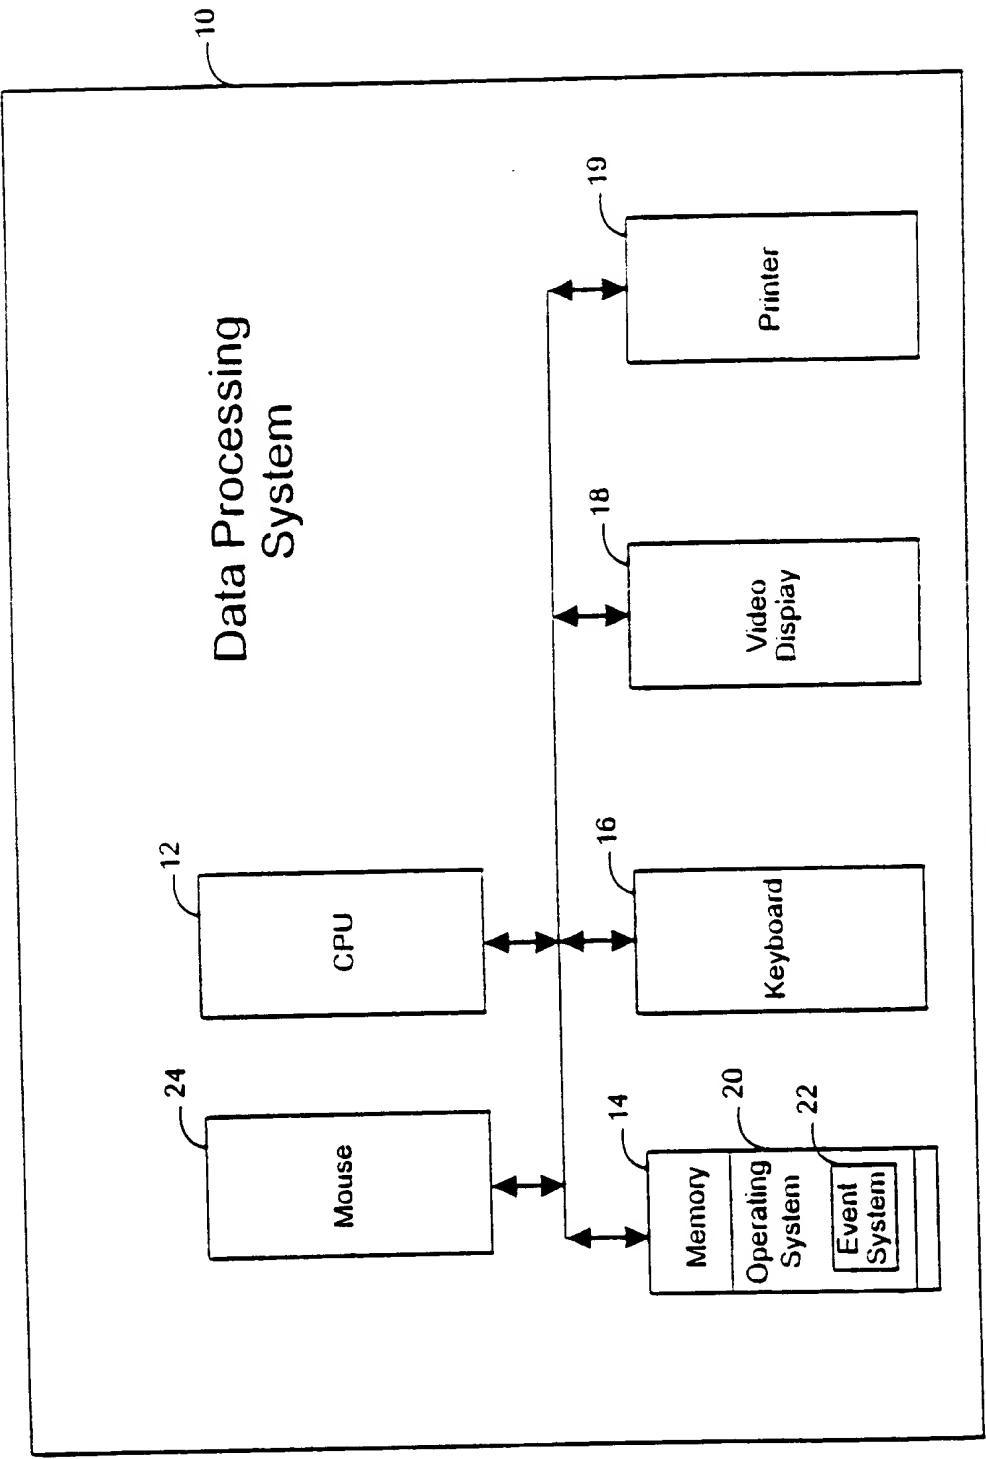 10
Data Processing
System
24
Mouse
12
CPU
14
Memory
20
Operating
System
22
Event
System
16
Keyboard
18
Video
Display
19
Printer